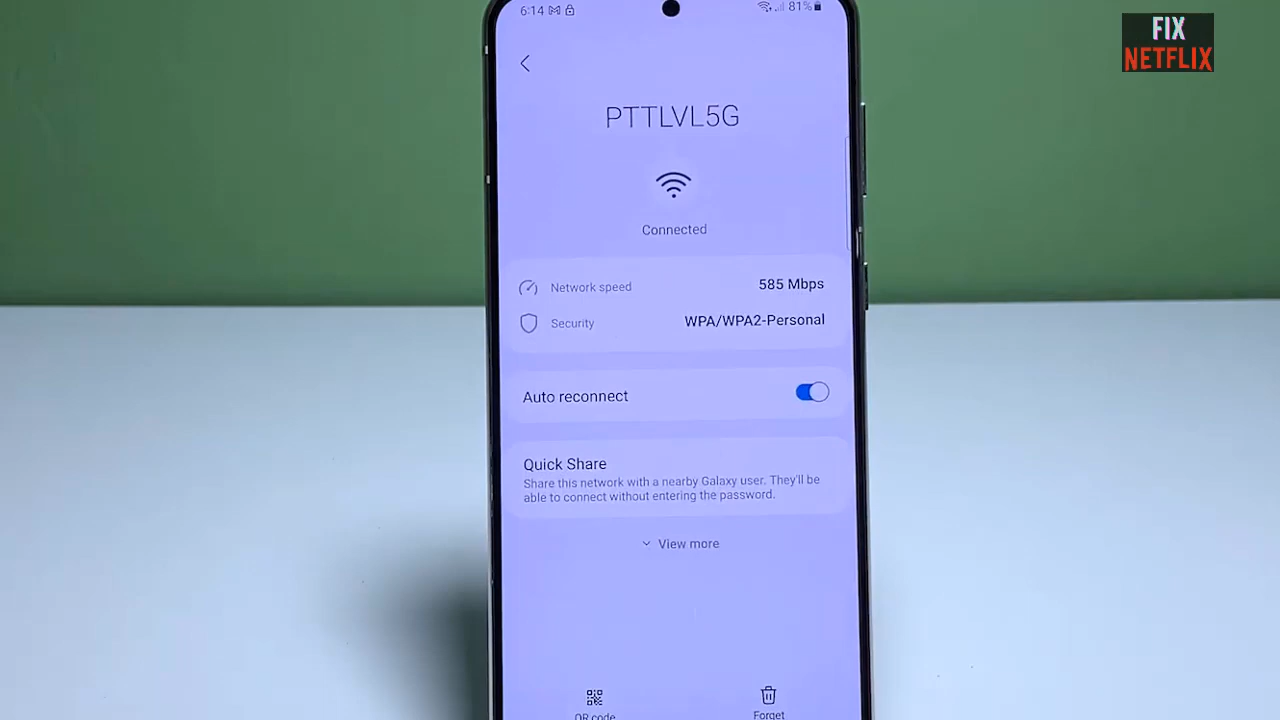 6:14
81%
FIX
NETFLIX
PTTLVL5G
Connected
Network speed
585 Mbps
Security
WPA/WPA2-Personal
Auto reconnect
Quick Share
Share this network with a nearby Galaxy user. They'll be
able to connect without entering the password.
View more
QR code
Forget